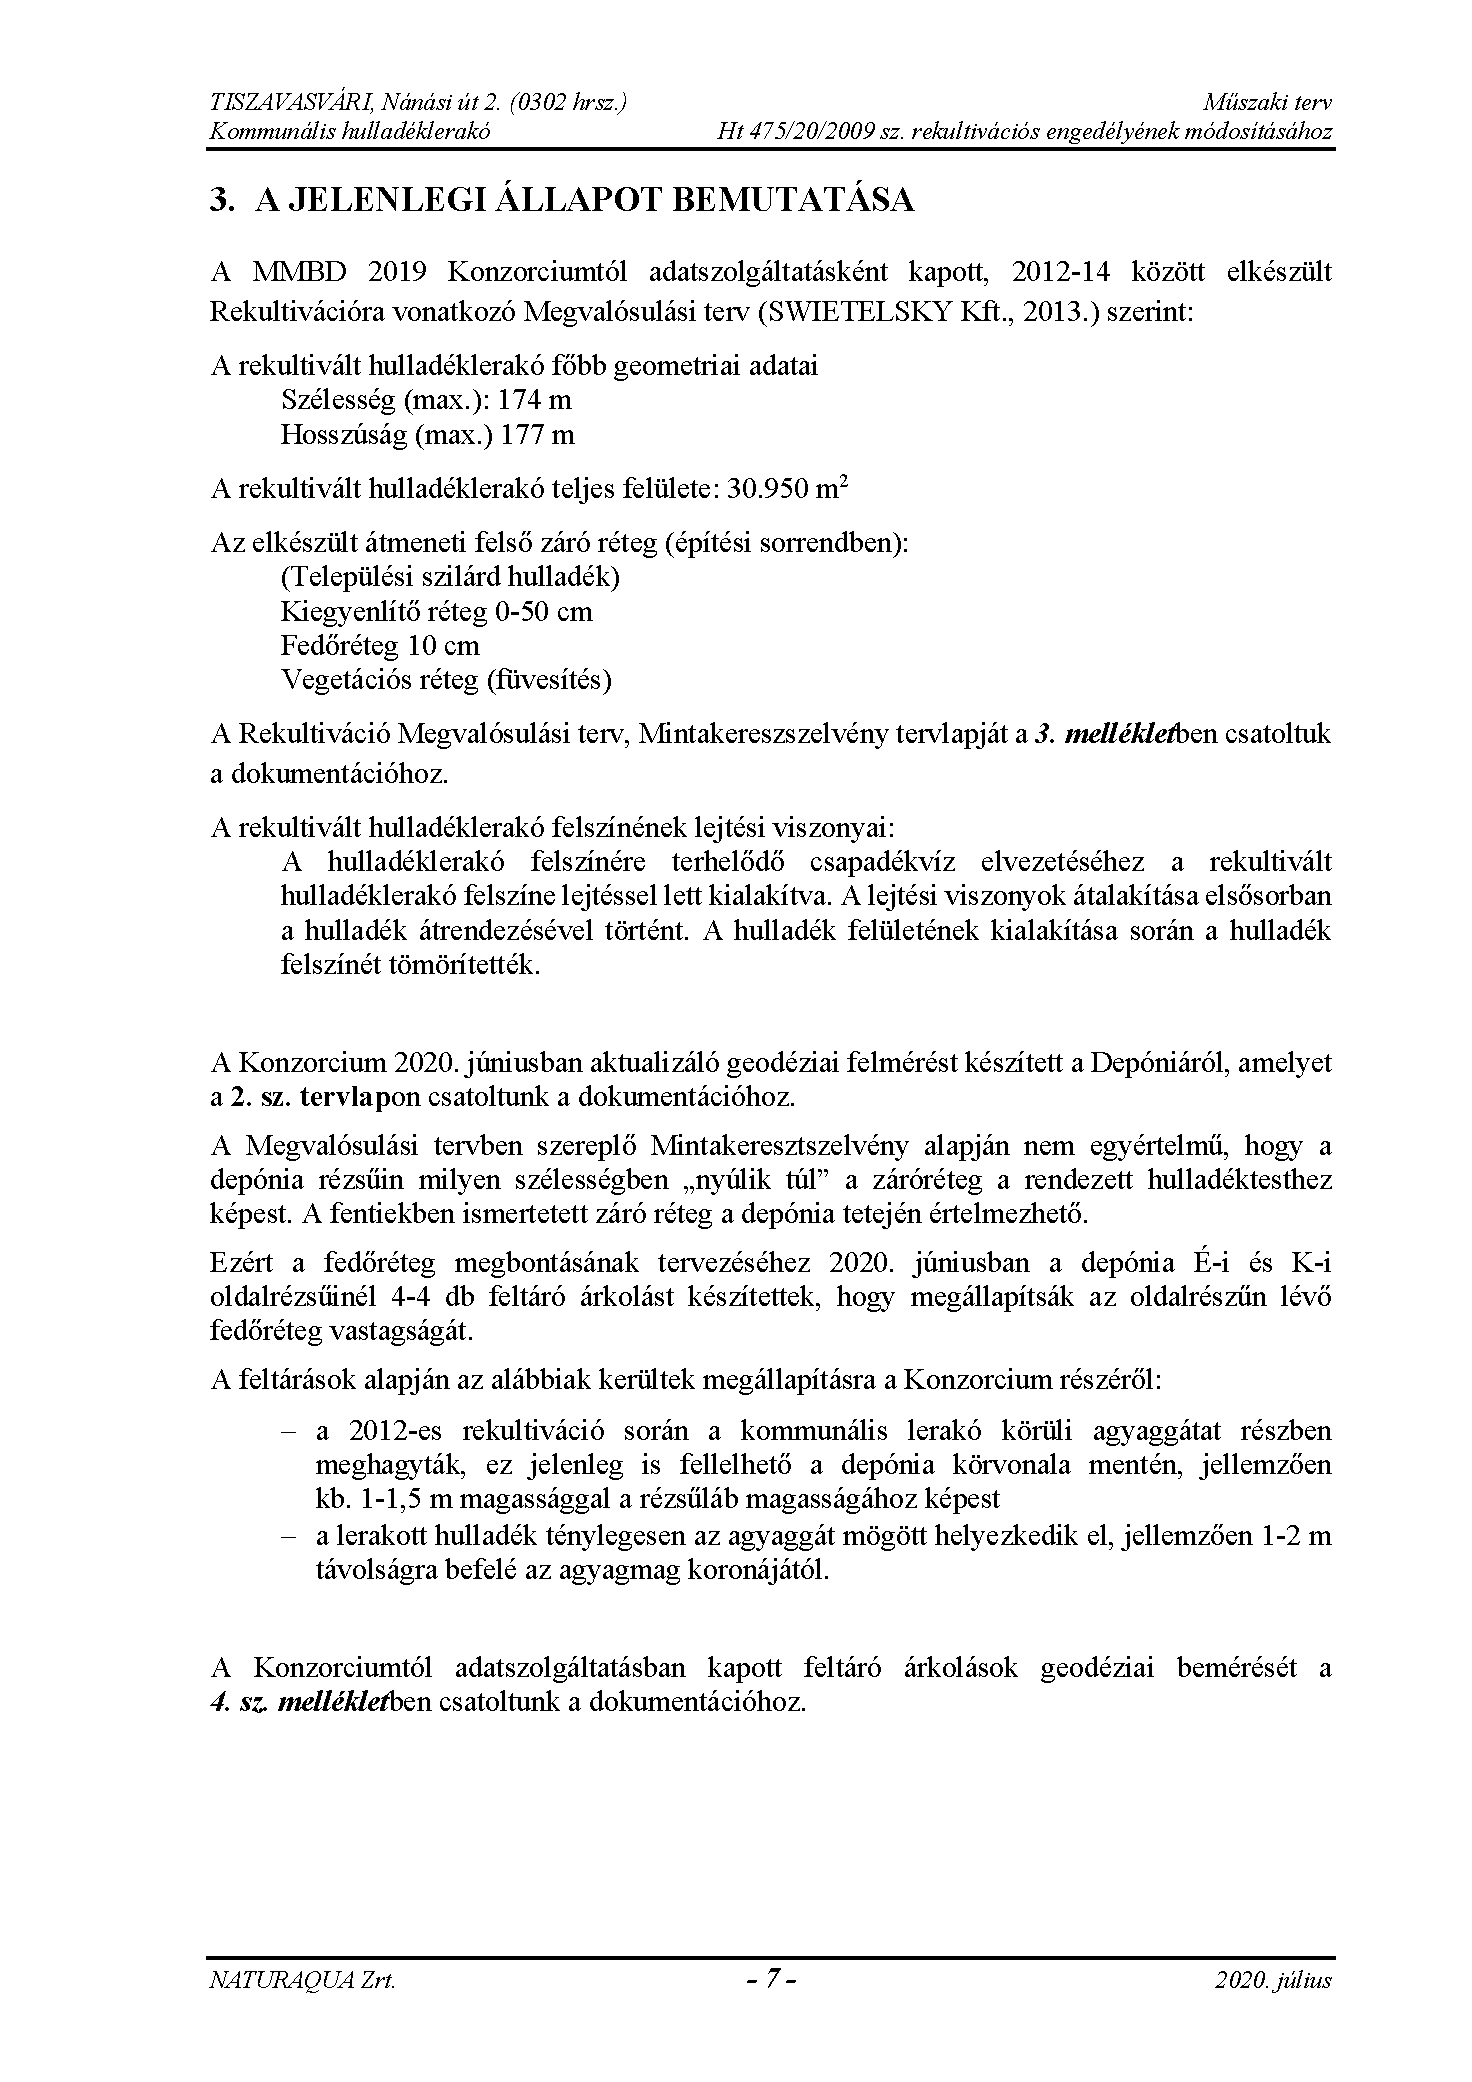 TISZAVASVÁRI, Nánási út 2. (0302 hrsz.) Műszaki terv
Kommunális hulladéklerakó Ht 475/20/2009 sz. rekultivációs engedélyének módosításához
3. A JELENLEGI ÁLLAPOT BEMUTATÁSA
A MMBD 2019 Konzorciumtól adatszolgáltatásként kapott, 2012-14 között elkészült
Rekultivációra vonatkozó Megvalósulási terv (SWIETELSKY Kft., 2013.) szerint:
A rekultivált hulladéklerakó főbb geometriai adatai
Szélesség (max.): 174 m
Hosszúság (max.) 177 m
A rekultivált hulladéklerakó teljes felülete: 30.950 m²
Az elkészült átmeneti felső záró réteg (építési sorrendben):
(Települési szilárd hulladék)
Kiegyenlítő réteg 0-50 cm
Fedőréteg 10 cm
Vegetációs réteg (füvesítés)
A Rekultiváció Megvalósulási terv, Mintakereszszelvény tervlapját a 3. mellékletben csatoltuk
a dokumentációhoz.
A rekultivált hulladéklerakó felszínének lejtési viszonyai:
A hulladéklerakó felszínére terhelődő csapadékvíz elvezetéséhez a rekultivált
hulladéklerakó felszíne lejtéssel lett kialakítva. A lejtési viszonyok átalakítása elsősorban
a hulladék átrendezésével történt. A hulladék felületének kialakítása során a hulladék
felszínét tömörítették.
A Konzorcium 2020. júniusban aktualizáló geodéziai felmérést készített a Depóniáról, amelyet
a 2. sz. tervlapon csatoltunk a dokumentációhoz.
A Megvalósulási tervben szereplő Mintakeresztszelvény alapján nem egyértelmű, hogy a
depónia rézsűin milyen szélességben „nyúlik túl” a záróréteg a rendezett hulladéktesthez
képest. A fentiekben ismertetett záró réteg a depónia tetején értelmezhető.
Ezért a fedőréteg megbontásának tervezéséhez 2020. júniusban a depónia É-i és K-i
oldalrézsűinél 4-4 db feltáró árkolást készítettek, hogy megállapítsák az oldalrészűn lévő
fedőréteg vastagságát.
A feltárások alapján az alábbiak kerültek megállapításra a Konzorcium részéről:
– a 2012-es rekultiváció során a kommunális lerakó körüli agyaggátat részben
meghagyták, ez jelenleg is fellelhető a depónia körvonala mentén, jellemzően
kb. 1-1,5 m magassággal a rézsűláb magasságához képest
– a lerakott hulladék ténylegesen az agyaggát mögött helyezkedik el, jellemzően 1-2 m
távolságra befelé az agyagmag koronájától.
A Konzorciumtól adatszolgáltatásban kapott feltáró árkolások geodéziai bemérését a
4. sz. mellékletben csatoltunk a dokumentációhoz.
NATURAQUA Zrt. - 7 - 2020. július